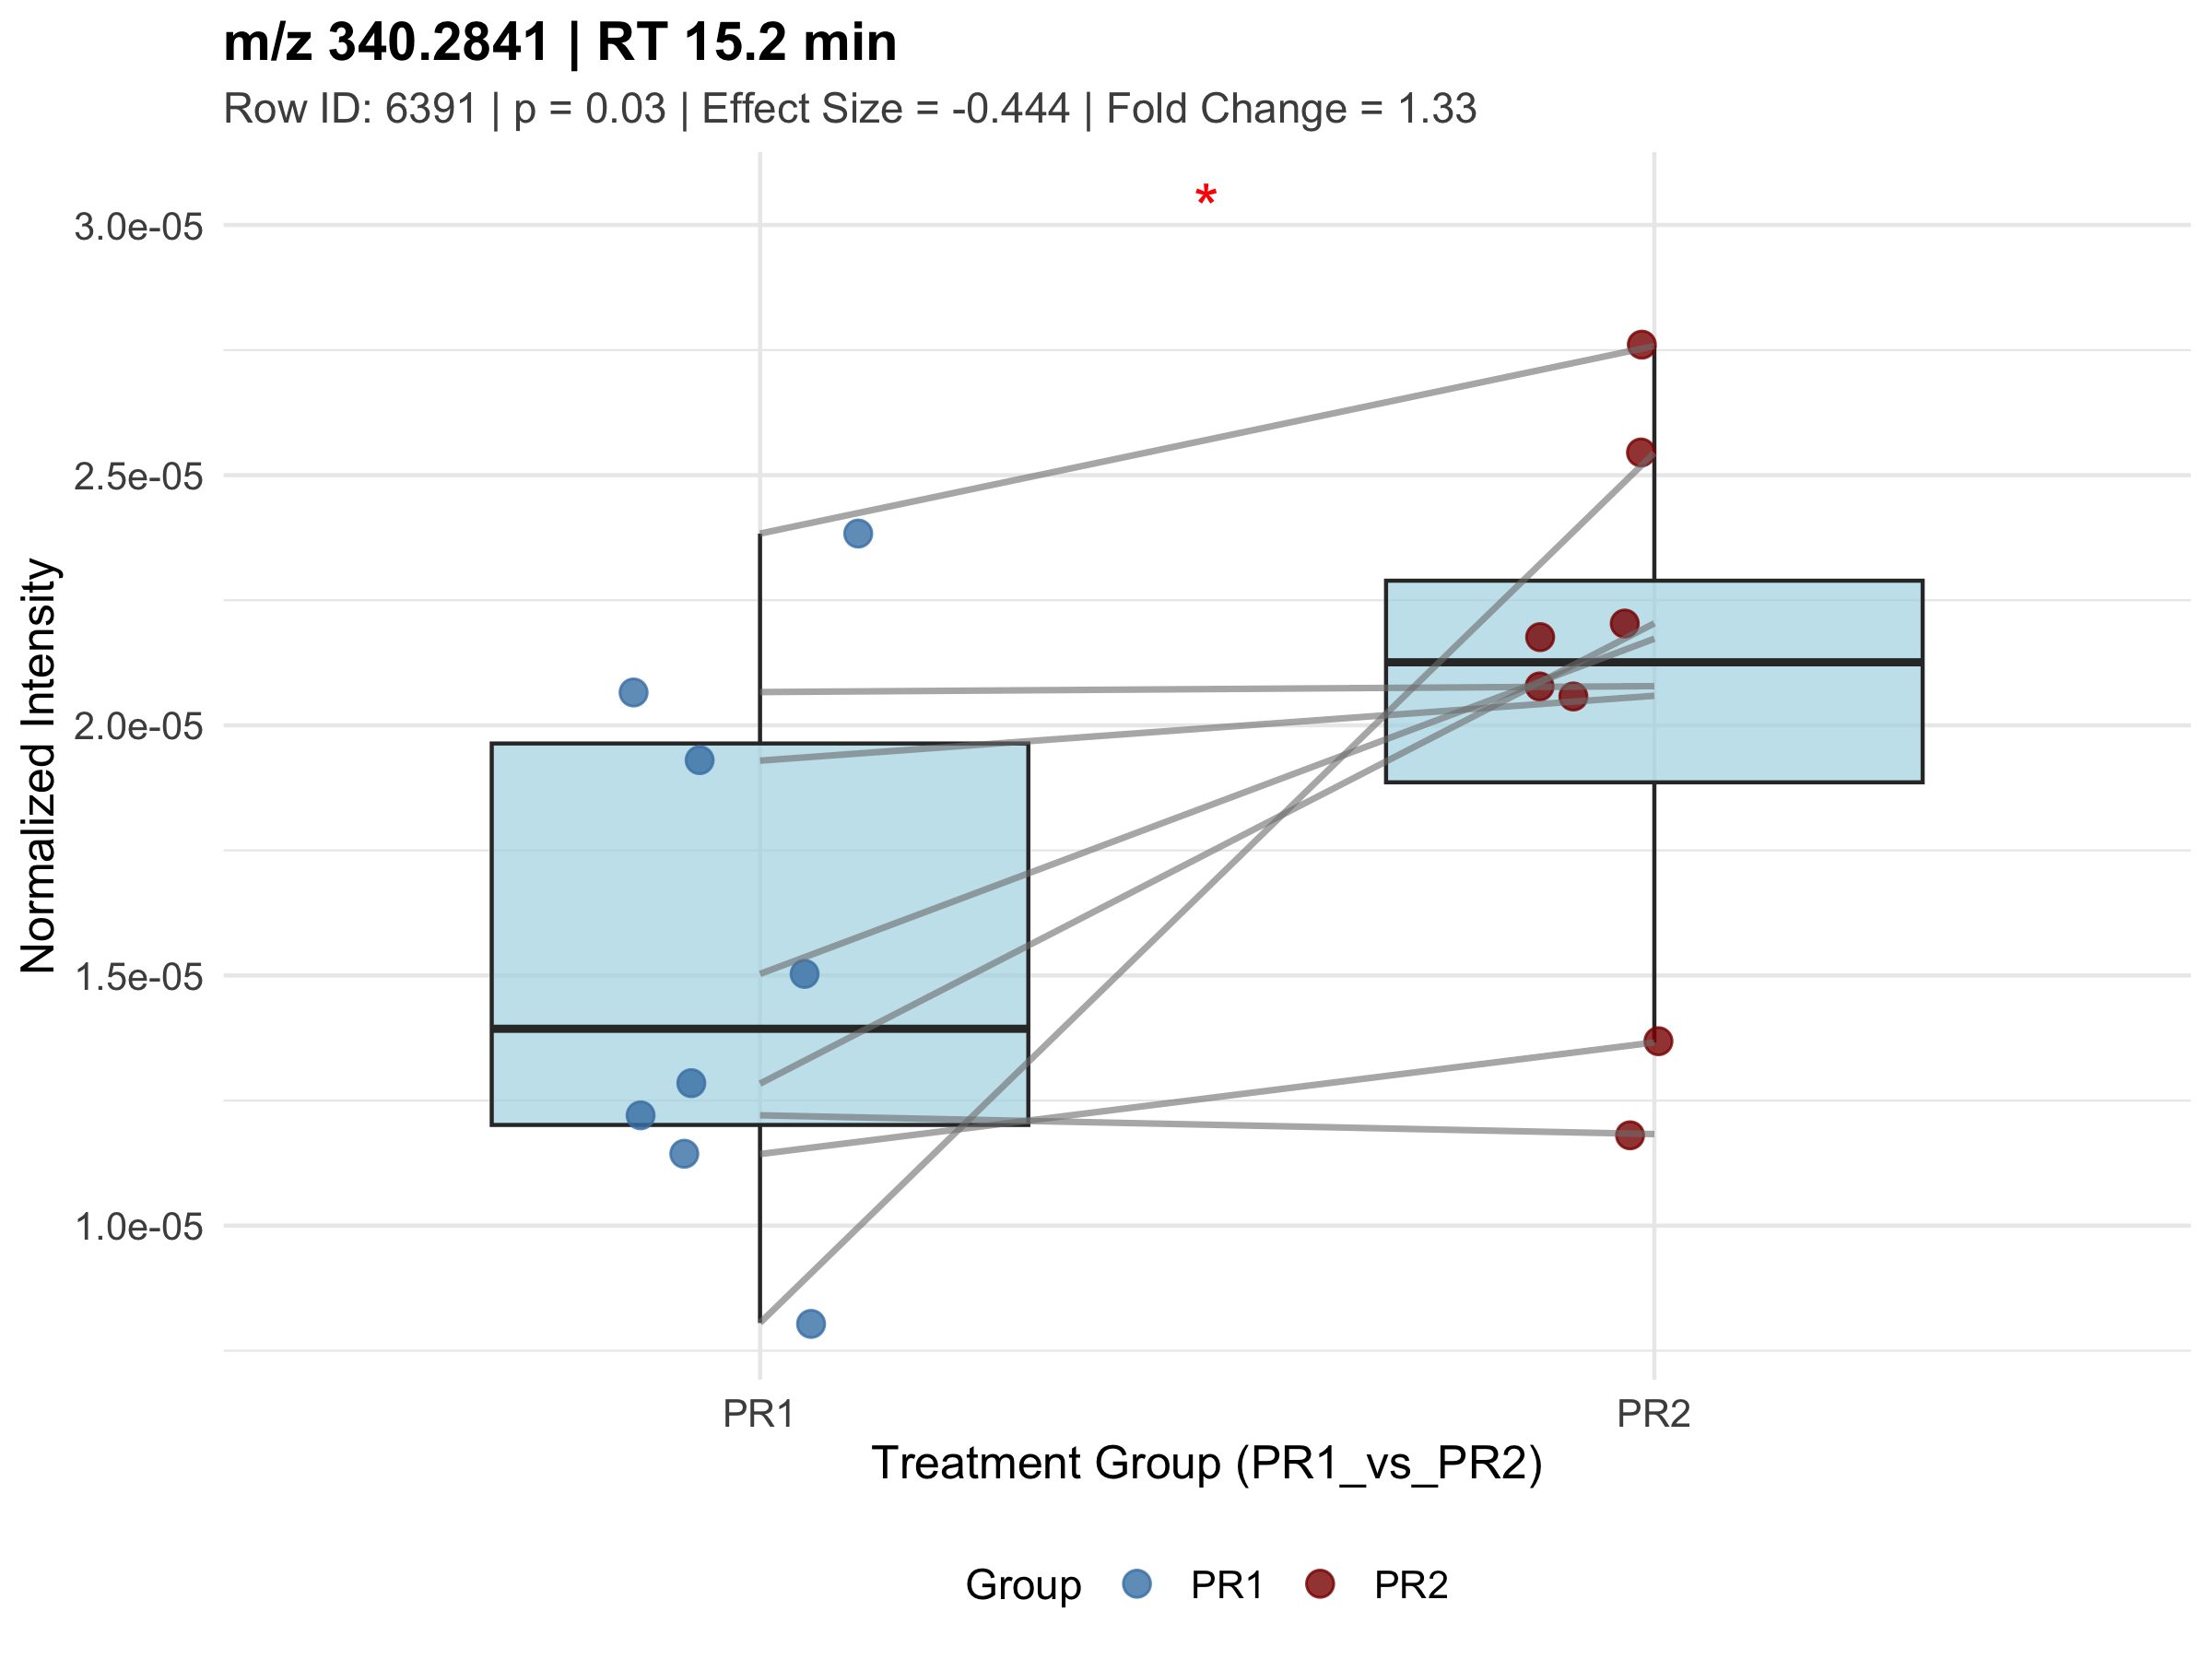 m/z 340.2841 | RT 15.2 min
Row ID: 6391 | p = 0.03 | Effect Size = -0.444 | Fold Change = 1.33
*
3.0e-05
2.5e-05
2.0e-05
1.5e-05
1.0e-05
Normalized Intensity
PR1 PR2
Treatment Group (PR1_vs_PR2)
Group PR1 PR2